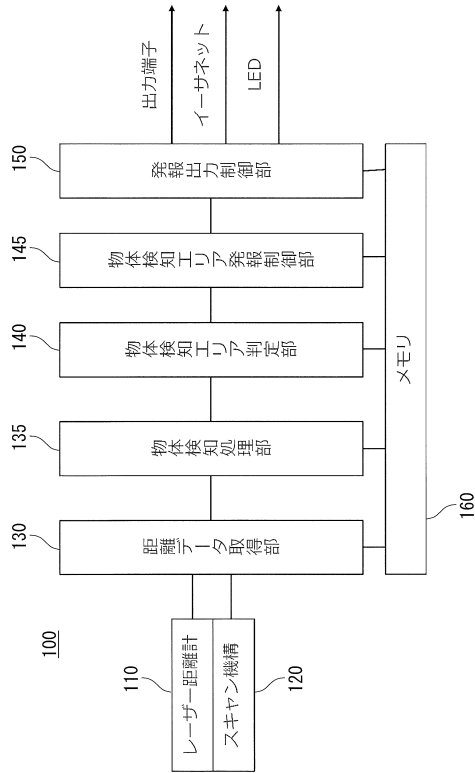 100
110
レーザー距離計
スキャン機構
120
130
距離データ取得部
135
物体検知処理部
140
物体検知エリア判定部
145
物体検知エリア発報制御部
150
発報出力制御部
出力端子
イーサネット
LED
メモリ
160